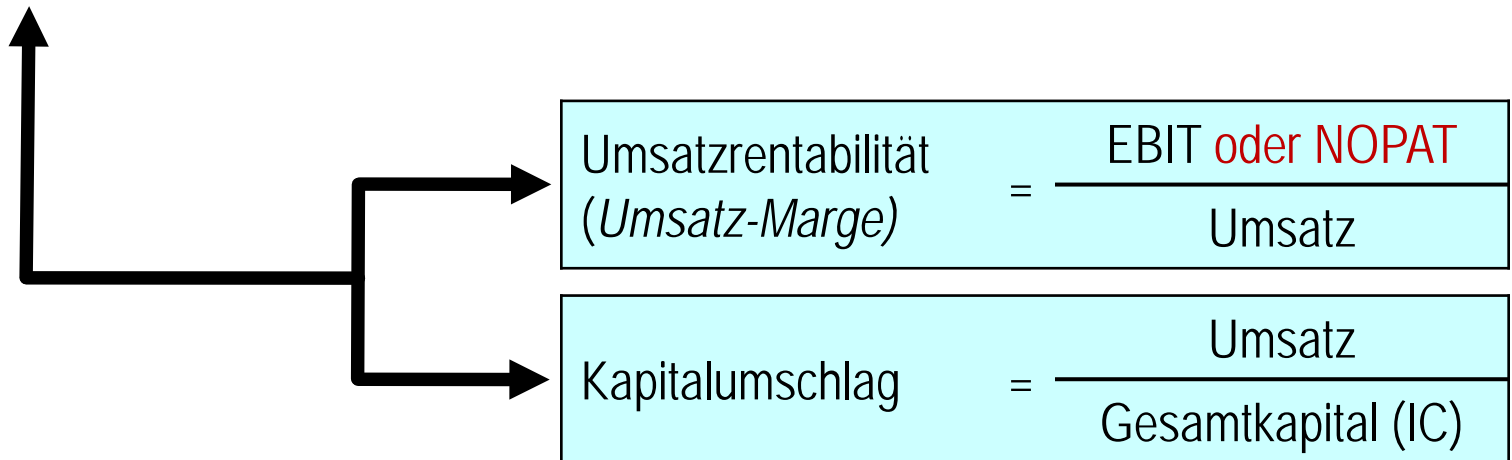 Umsatzrentabilität
(Umsatz-Marge)
=
EBIT oder NOPAT
Umsatz
Kapitalumschlag
=
Umsatz
Gesamtkapital (IC)